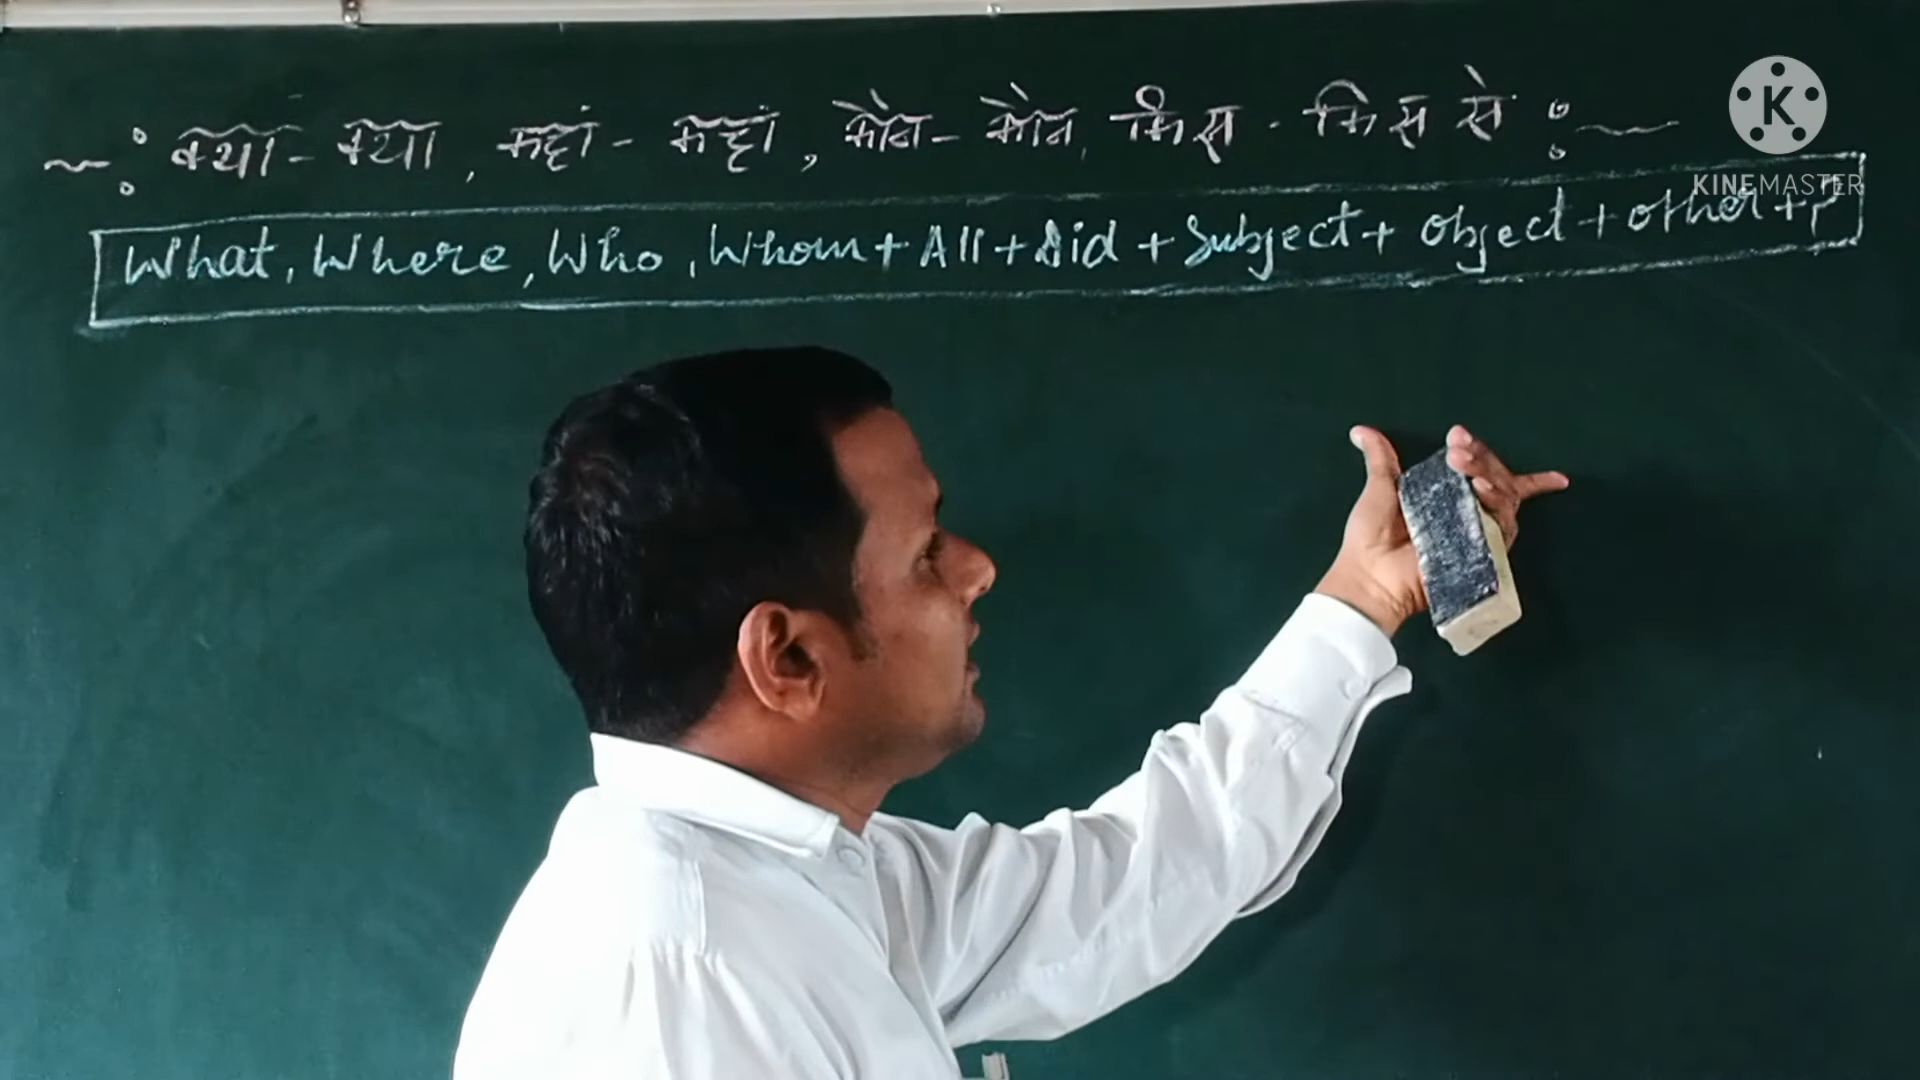 ~: क्या - क्या, कहां - कहां, कौन - कौन, किस - किस से :~
What, Where, Who, Whom + All + Did + Subject + Object + Other + ?
KINEMASTER